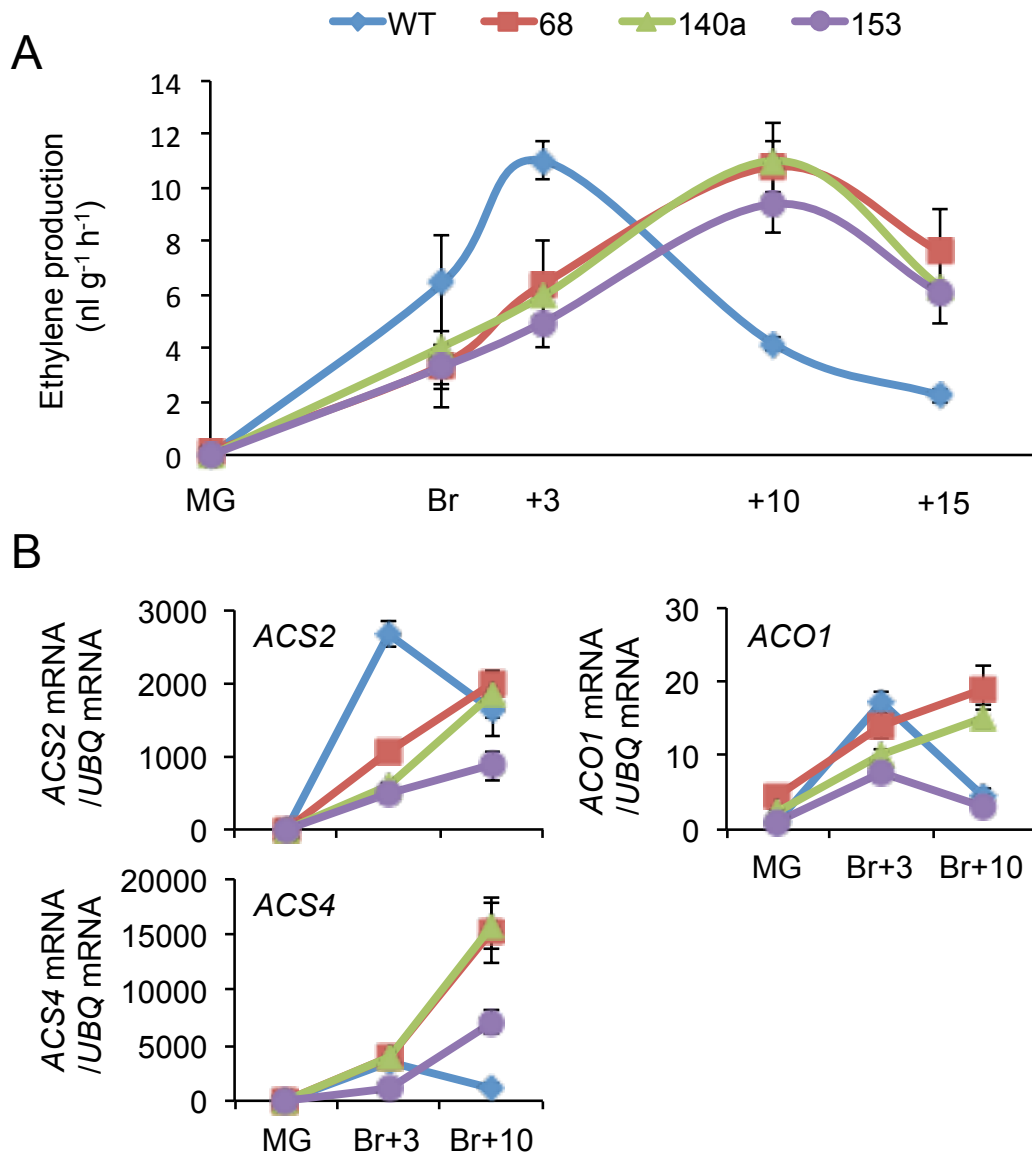 WT 68 140a 153
A
Ethylene production
(nl g⁻¹ h⁻¹)
14
12
10
8
6
4
2
0
MG Br +3 +10 +15
B
ACS2 mRNA
/UBQ mRNA
3000
2000
1000
0
ACS2
ACO1 mRNA
/UBQ mRNA
30
20
10
0
ACO1
MG Br+3 Br+10
ACS4 mRNA
/UBQ mRNA
20000
15000
10000
5000
0
ACS4
MG Br+3 Br+10